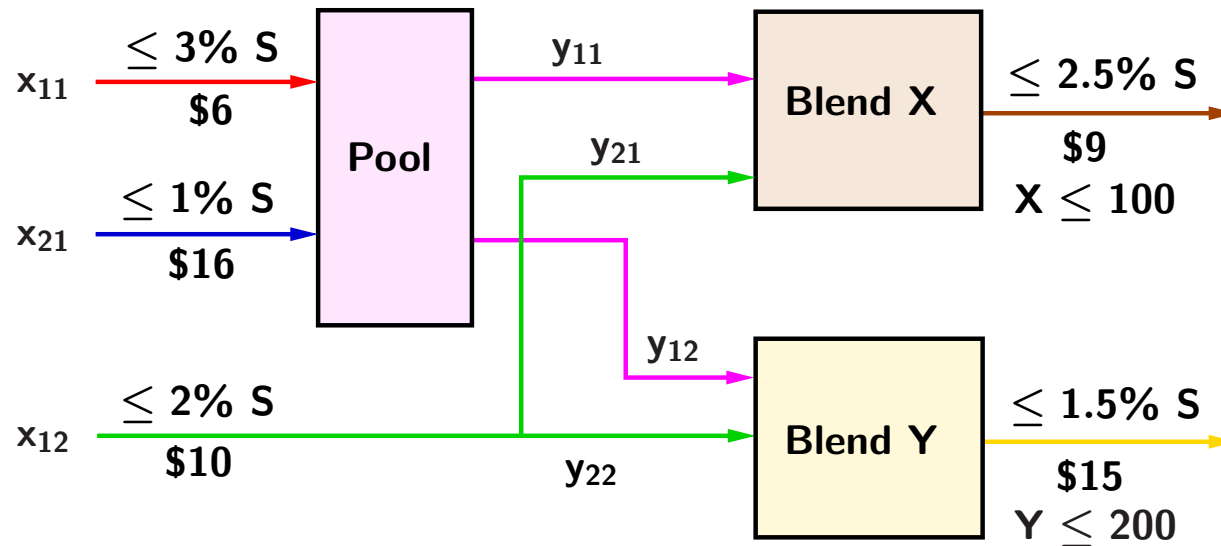 x₁₁
≤ 3% S
$6
x₂₁
≤ 1% S
$16
x₁₂
≤ 2% S
$10
Pool
y₁₁
y₂₁
y₁₂
y₂₂
Blend X
≤ 2.5% S
$9
X ≤ 100
Blend Y
≤ 1.5% S
$15
Y ≤ 200